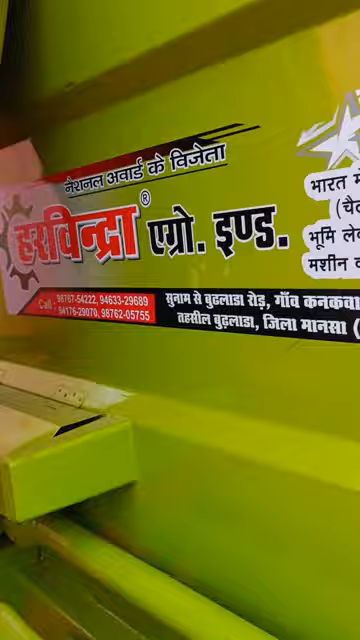 नैशनल अवार्ड के विजेता
हरविन्द्रा® एग्रो. इण्ड.
Call : 98767-54222, 94633-29689
94176-29070, 98762-05755
सुनाम से बुढलाडा रोड़, गाँव कनकवा
तहसील बुढ़लाडा, जिला मानसा (
भारत मे
(चै
भूमि ले
मशीन व